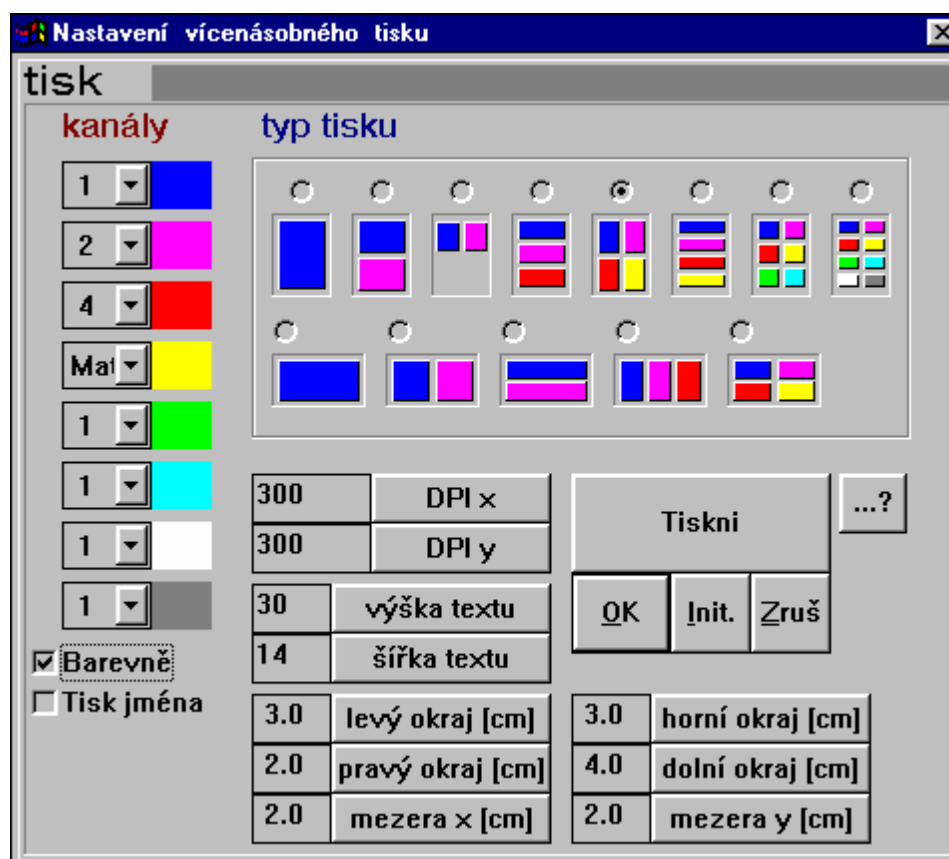 Nastavení vícenásobného tisku
tisk
kanály
typ tisku
1
2
4
Mat
1
1
1
1
Barevně
Tisk jména
300 DPI x
300 DPI y
30 výška textu
14 šířka textu
Tiskni
...?
OK Init. Zruš
3.0 levý okraj [cm]
2.0 pravý okraj [cm]
2.0 mezera x [cm]
3.0 horní okraj [cm]
4.0 dolní okraj [cm]
2.0 mezera y [cm]